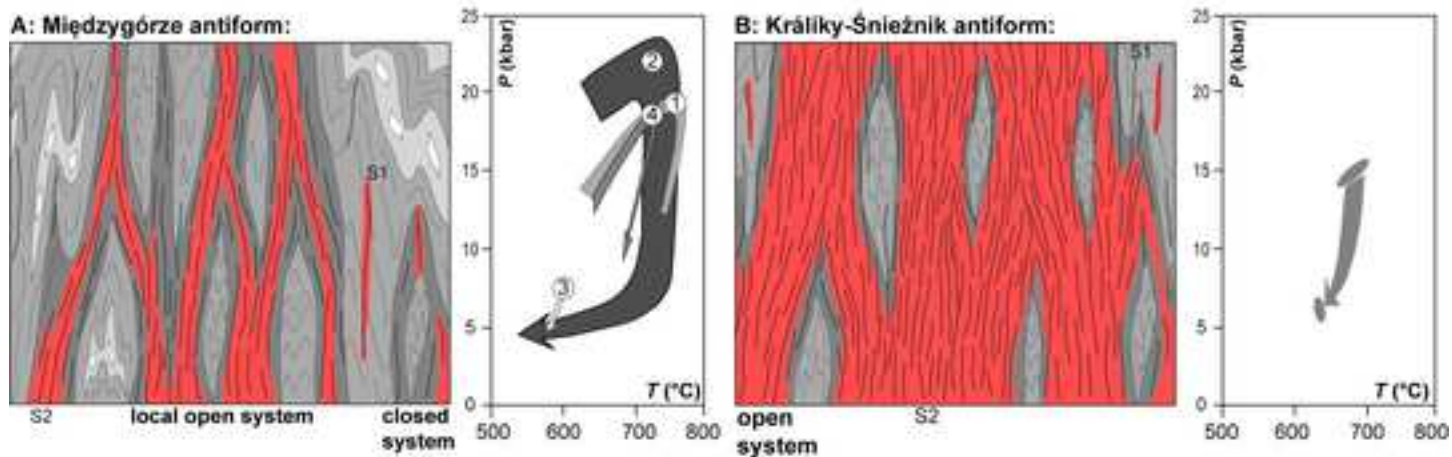 A: Międzygórze antiform:
S1
S2
local open system
closed
system
P (kbar)
25
20
15
10
5
0
2
1
4
3
T (°C)
500
600
700
800
B: Králiky-Śnieżnik antiform:
S1
open
system
S2
P (kbar)
25
20
15
10
5
0
T (°C)
500
600
700
800